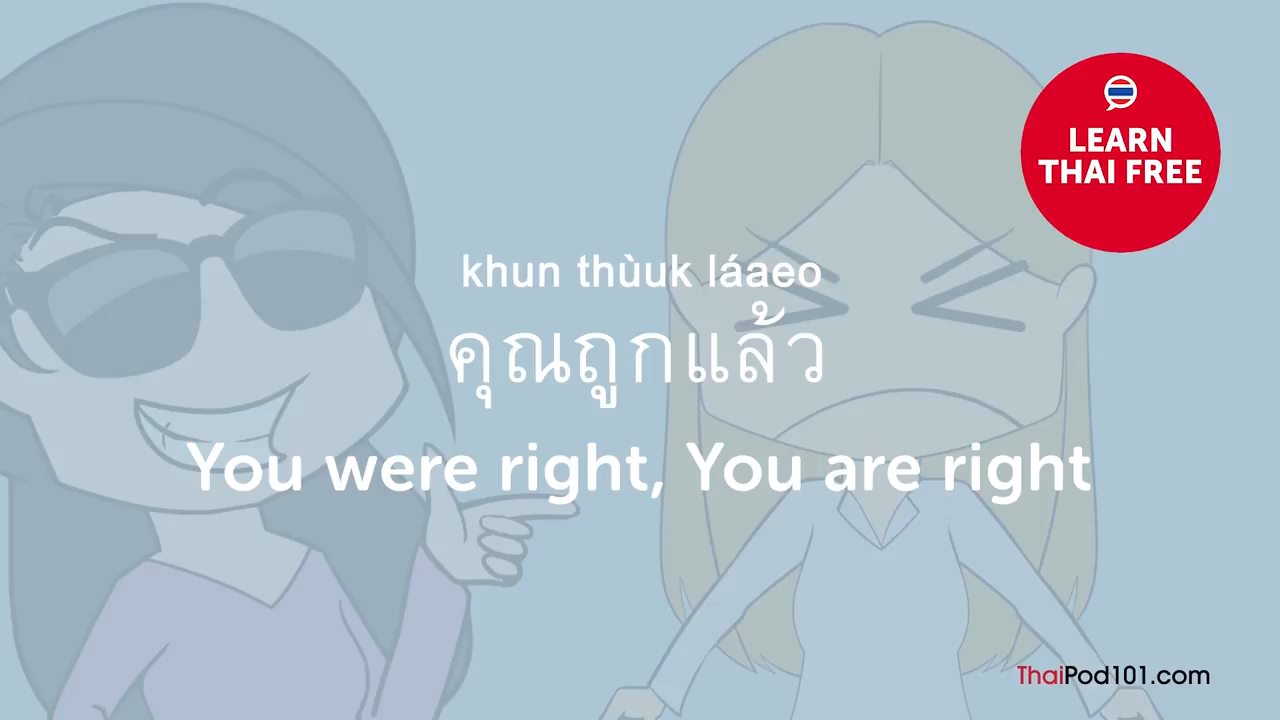 LEARN
THAI FREE
khun thùuk láaeo
คุณถูกแล้ว
You were right, You are right
ThaiPod101.com